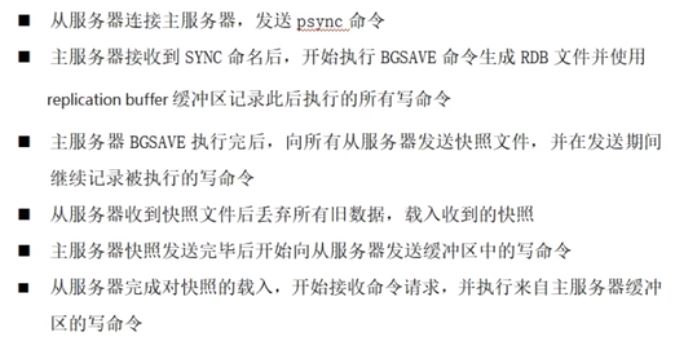 ■ 从服务器连接主服务器，发送 psync 命令
■ 主服务器接收到 SYNC 命名后，开始执行 BGSAVE 命令生成 RDB 文件并使用
replication buffer 缓冲区记录此后执行的所有写命令
■ 主服务器 BGSAVE 执行完后，向所有从服务器发送快照文件，并在发送期间
继续记录被执行的写命令
■ 从服务器收到快照文件后丢弃所有旧数据，载入收到的快照
■ 主服务器快照发送完毕后开始向从服务器发送缓冲区中的写命令
■ 从服务器完成对快照的载入，开始接收命令请求，并执行来自主服务器缓冲
区的写命令